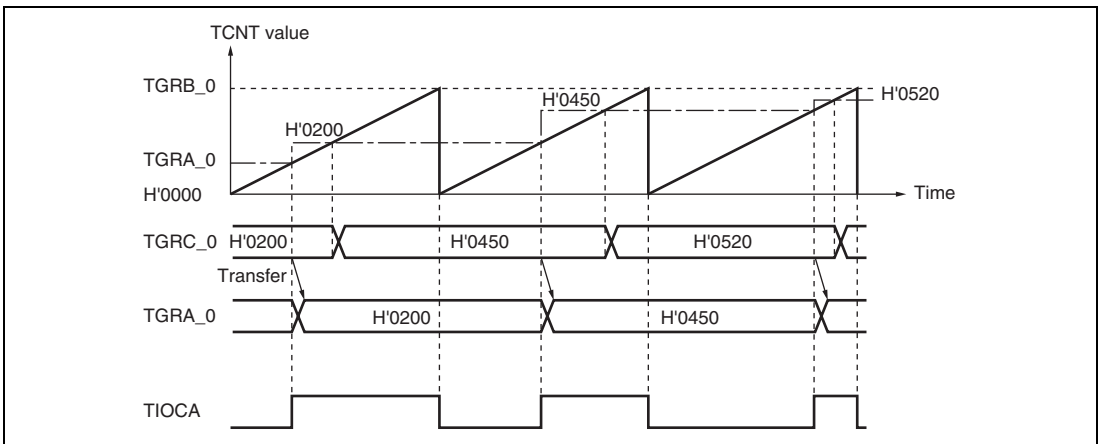 TCNT value
TGRB_0
H'0520
H'0450
H'0200
TGRA_0
H'0000
Time
TGRC_0 H'0200 H'0450 H'0520
Transfer
TGRA_0 H'0200 H'0450
TIOCA